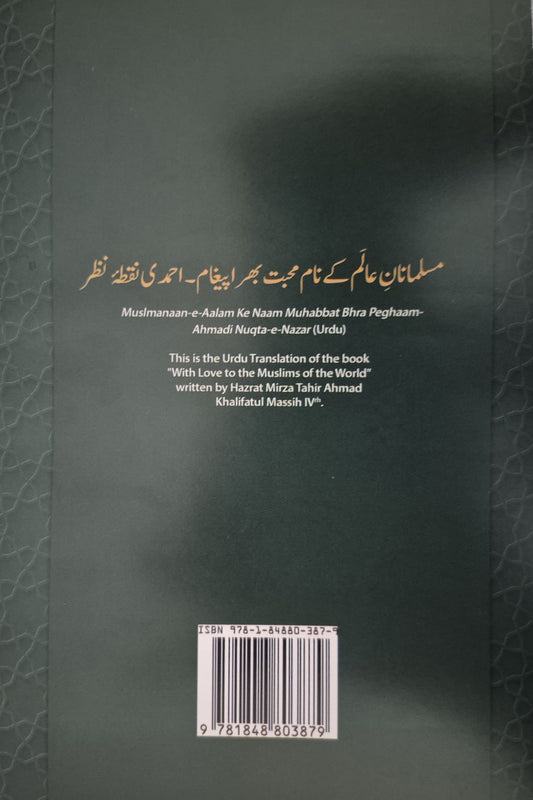 مسلمانانِ عالَم کے نام محبت بھرا پیغام۔ احمدی نقطۂ نظر
Muslmanaan-e-Aalam Ke Naam Muhabbat Bhra Peghaam-
Ahmadi Nuqta-e-Nazar (Urdu)
This is the Urdu Translation of the book
"With Love to the Muslims of the World"
written by Hazrat Mirza Tahir Ahmad
Khalifatul Massih IVth.
ISBN 978-1-84880-387-9
9 781848 803879